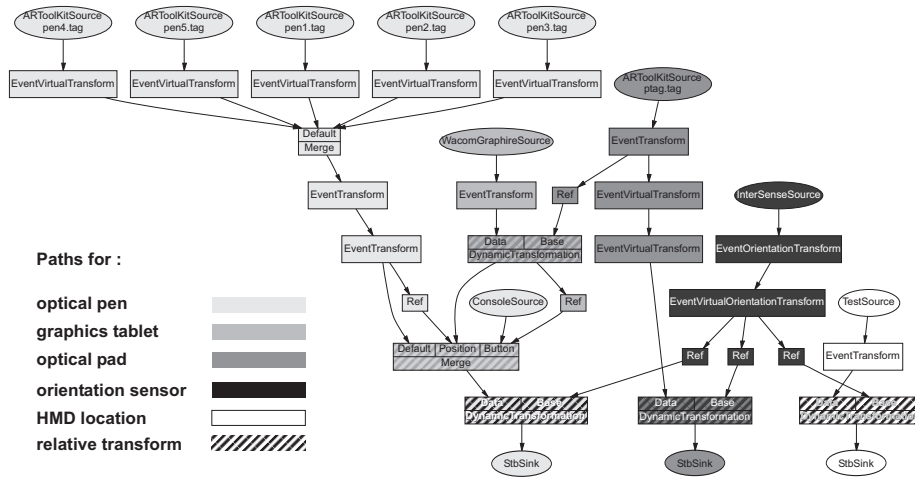 ARToolKitSource
pen4.tag
ARToolKitSource
pen5.tag
ARToolKitSource
pen1.tag
ARToolKitSource
pen2.tag
ARToolKitSource
pen3.tag
EventVirtualTransform
EventVirtualTransform
EventVirtualTransform
EventVirtualTransform
EventVirtualTransform
ARToolKitSource
ptag.tag
Default
Merge
WacomGraphireSource
EventTransform
EventTransform
EventTransform
Ref
EventVirtualTransform
InterSenseSource
EventTransform
Data Base
DynamicTransformation
EventVirtualTransform
EventOrientationTransform
Paths for :
optical pen
graphics tablet
optical pad
orientation sensor
HMD location
relative transform
Ref
ConsoleSource
Ref
EventVirtualOrientationTransform
TestSource
Default Position Button
Merge
Ref
Ref
Ref
EventTransform
Data Base
DynamicTransformation
Data Base
DynamicTransformation
Data Base
DynamicTransformation
StbSink
StbSink
StbSink